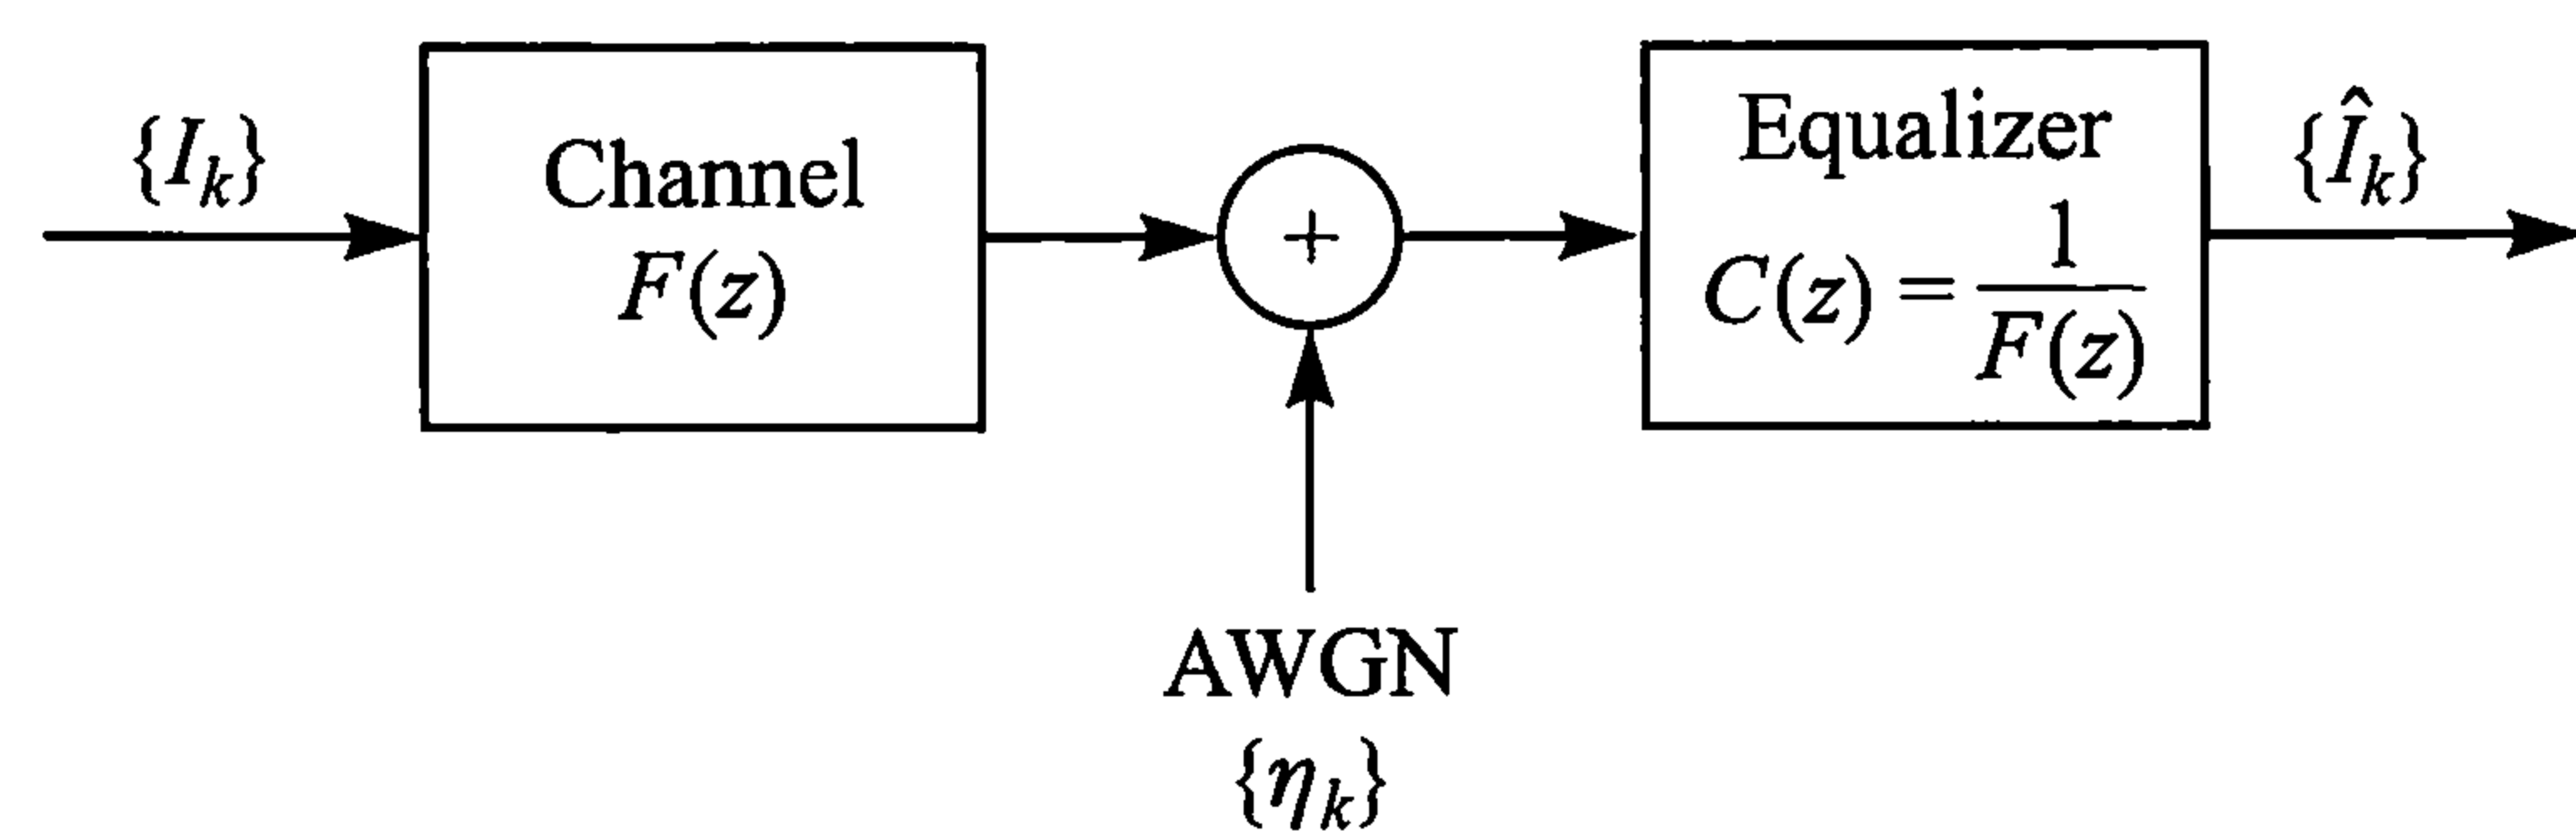 {I_k}
Channel
F(z)
+
Equalizer
C(z) = 1/F(z)
{Î_k}
AWGN
{η_k}